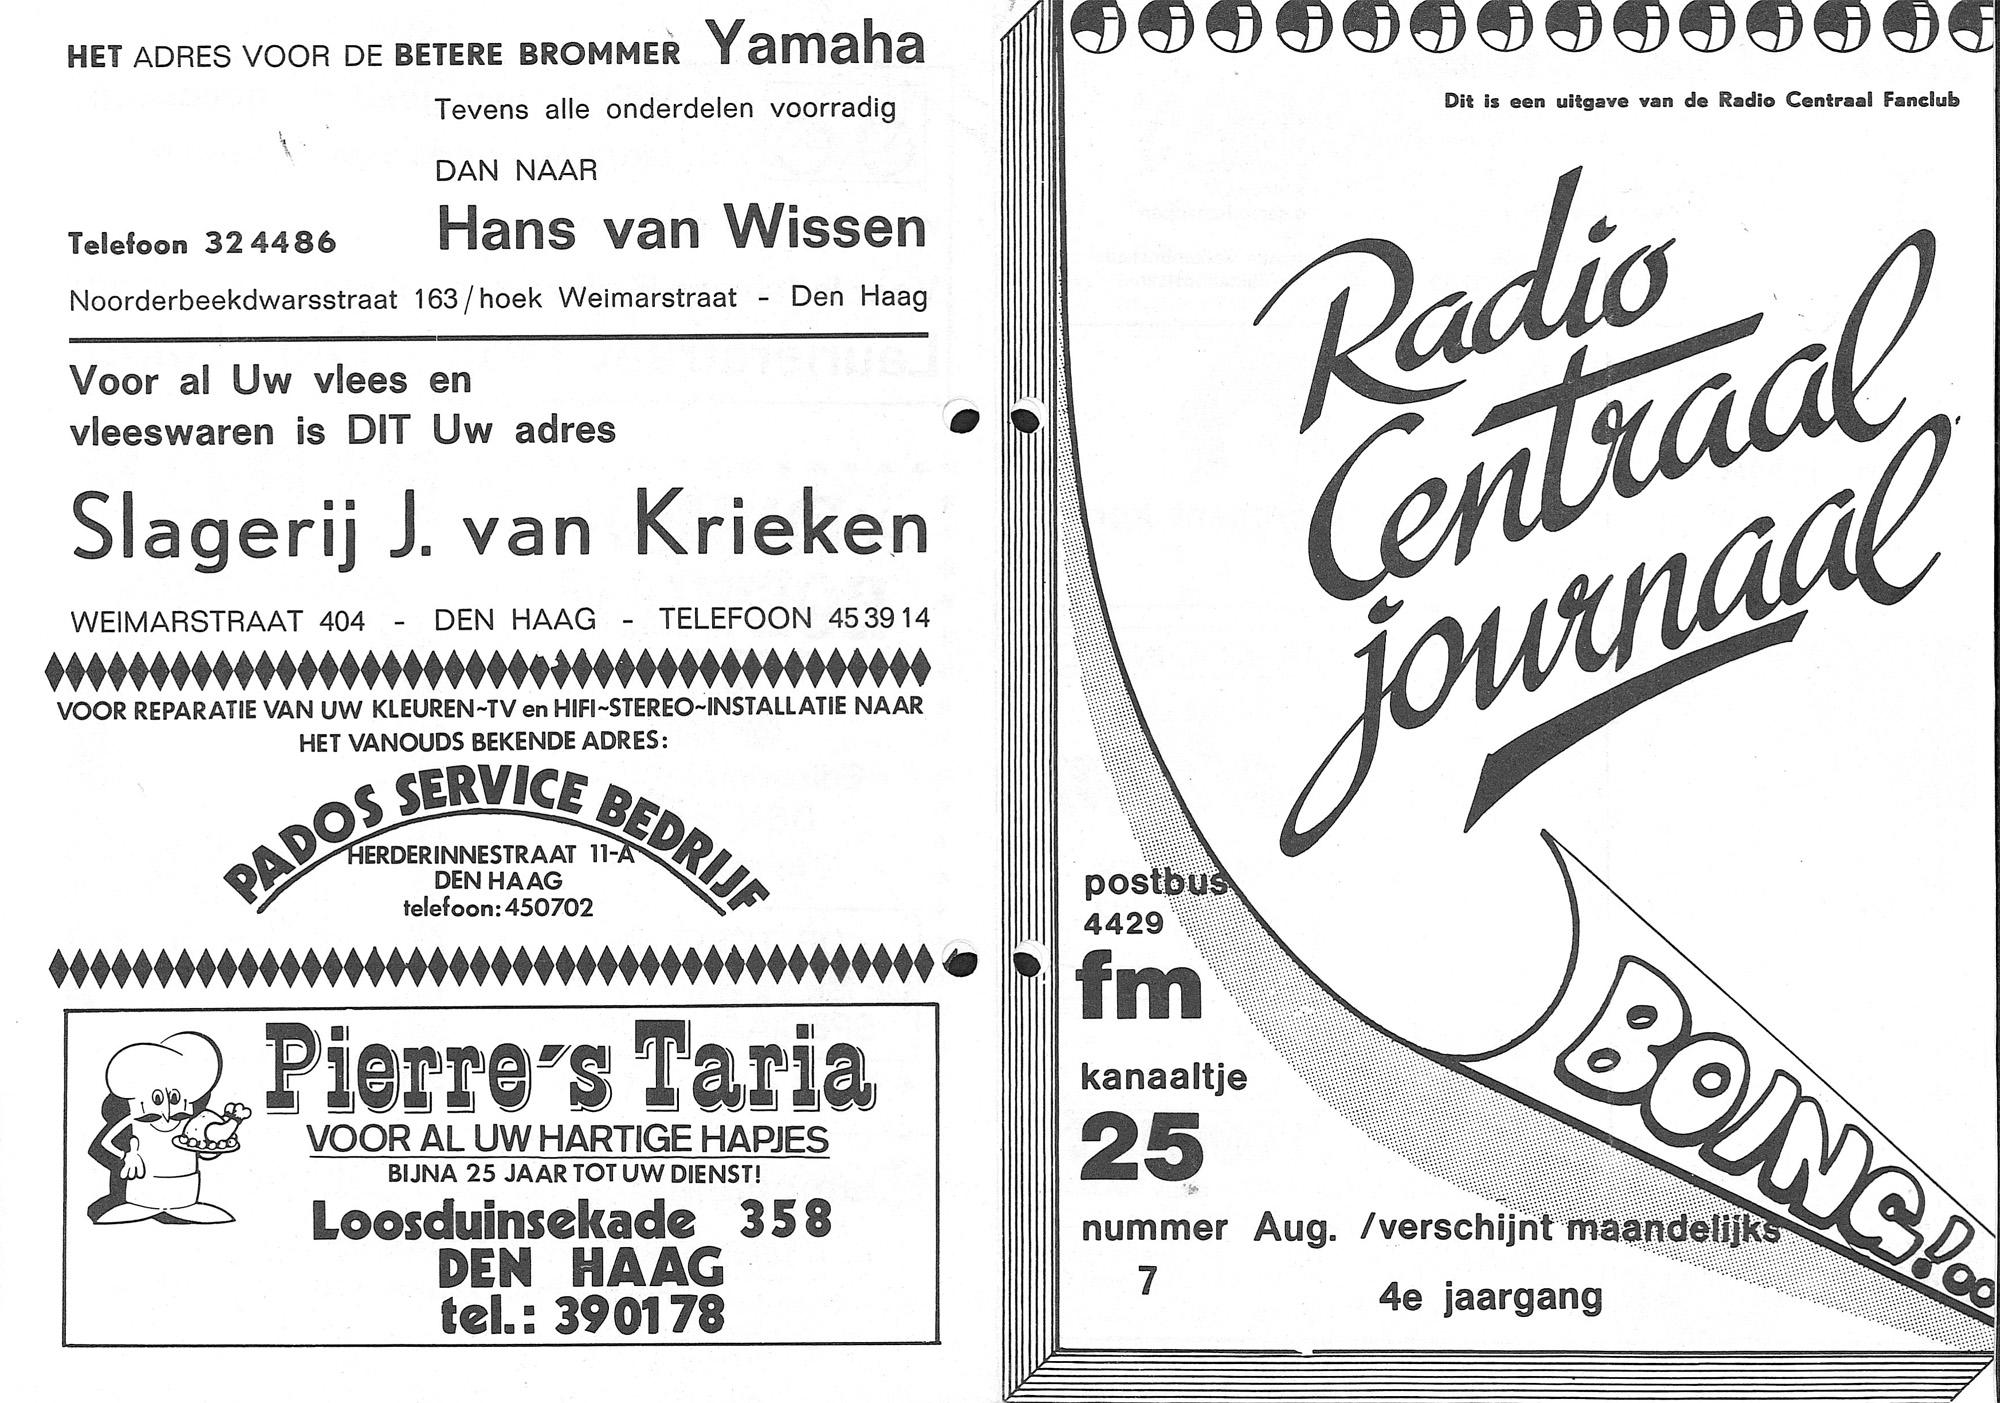 HET ADRES VOOR DE BETERE BROMMER Yamaha
Tevens alle onderdelen voorradig
DAN NAAR
Telefoon 324486 Hans van Wissen
Noorderbeekdwarsstraat 163/hoek Weimarstraat - Den Haag
Voor al Uw vlees en
vleeswaren is DIT Uw adres
Slagerij J. van Krieken
WEIMARSTRAAT 404 - DEN HAAG - TELEFOON 453914
VOOR REPARATIE VAN UW KLEUREN~TV en HIFI~STEREO~INSTALLATIE NAAR
HET VANOUDS BEKENDE ADRES:
PADOS SERVICE BEDRIJF
HERDERINNESTRAAT 11-A
DEN HAAG
telefoon: 450702
Pierre's Taria
VOOR AL UW HARTIGE HAPJES
BIJNA 25 JAAR TOT UW DIENST!
Loosduinsekade 358
DEN HAAG
tel.: 390178
Dit is een uitgave van de Radio Centraal Fanclub
Radio
Centraal
journaal
postbus
4429
fm
kanaaltje
25
BOING!..
nummer Aug. /verschijnt maandelijks
7
4e jaargang